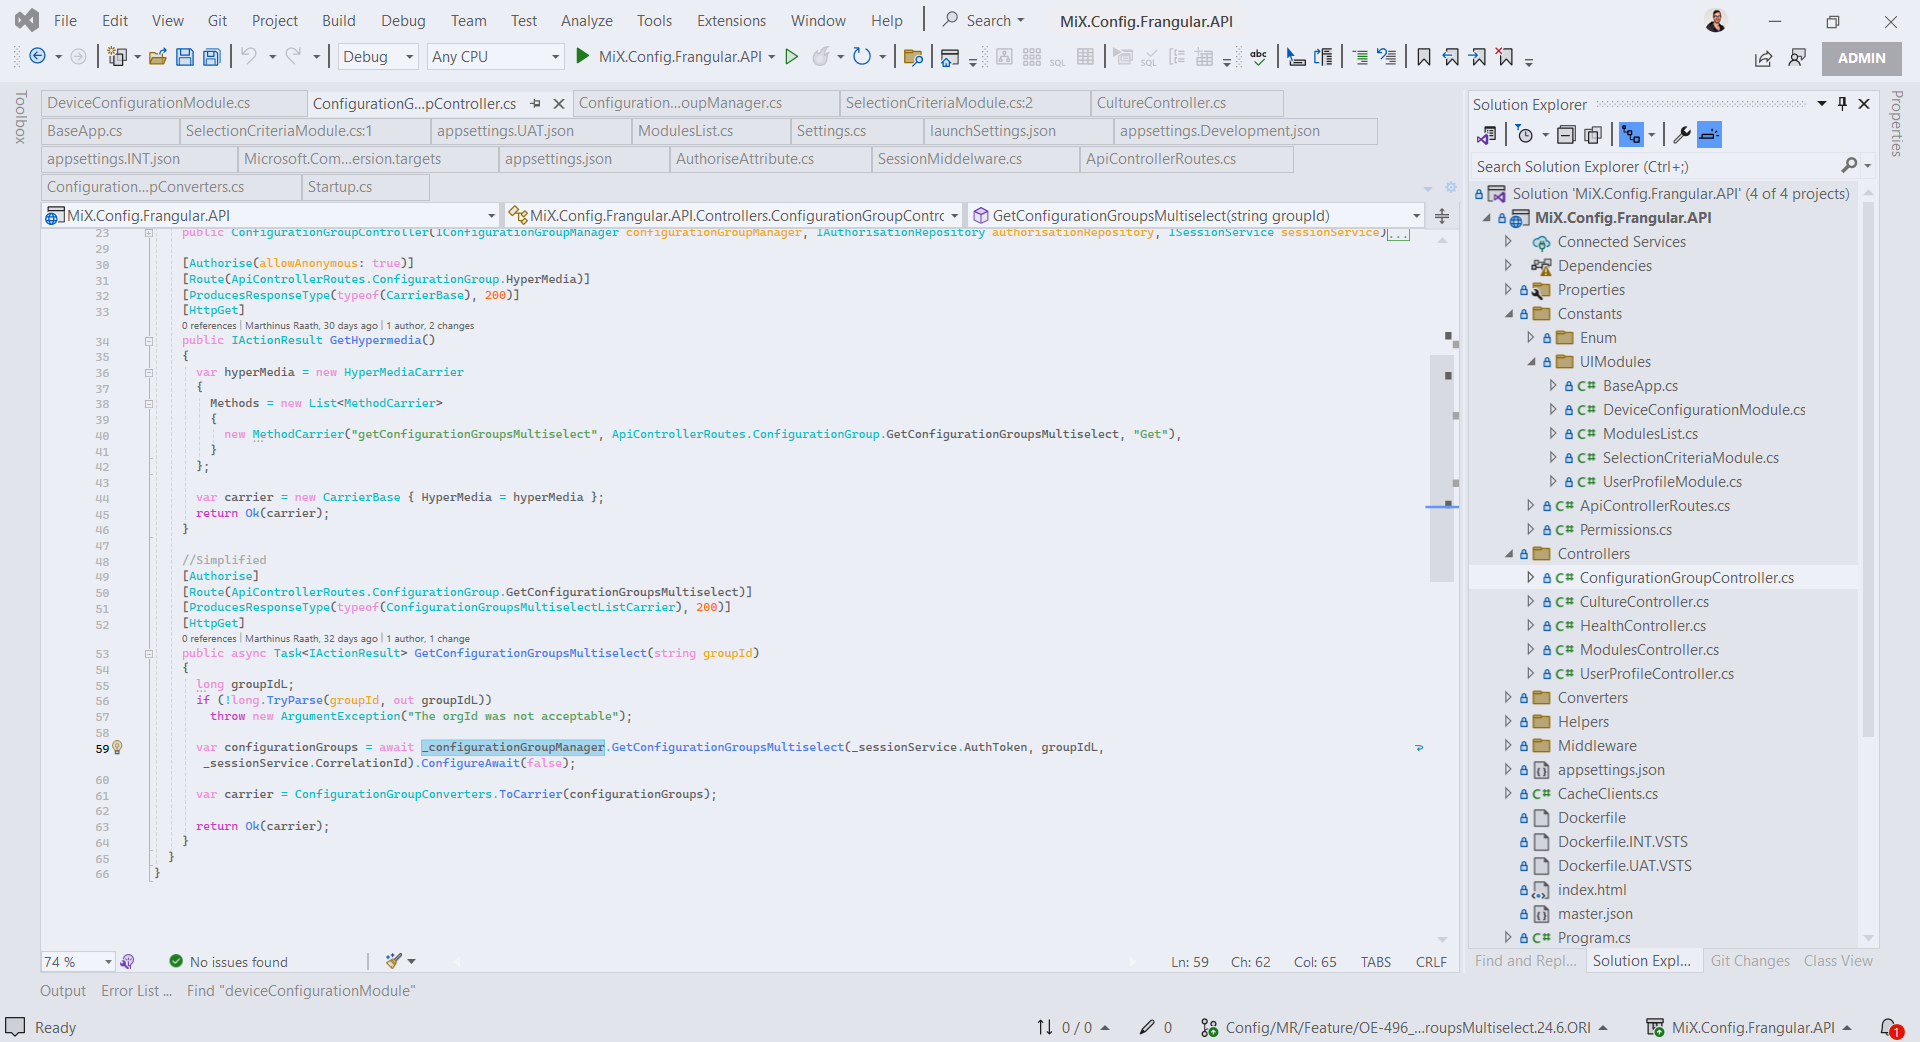 File Edit View Git Project Build Debug Team Test Analyze Tools Extensions Window Help Search MiX.Config.Frangular.API
Debug Any CPU MiX.Config.Frangular.API SQL SQL abc ADMIN
Toolbox
DeviceConfigurationModule.cs ConfigurationG...pController.cs Configuration...oupManager.cs SelectionCriteriaModule.cs:2 CultureController.cs
BaseApp.cs SelectionCriteriaModule.cs:1 appsettings.UAT.json ModulesList.cs Settings.cs launchSettings.json appsettings.Development.json
appsettings.INT.json Microsoft.Com...ersion.targets appsettings.json AuthoriseAttribute.cs SessionMiddelware.cs ApiControllerRoutes.cs
Configuration...pConverters.cs Startup.cs
MiX.Config.Frangular.API MiX.Config.Frangular.API.Controllers.ConfigurationGroupContrc GetConfigurationGroupsMultiselect(string groupId)
23 public ConfigurationGroupController(IConfigurationGroupManager configurationGroupManager, IAuthorisationRepository authorisationRepository, ISessionService sessionService)...
29
30 [Authorise(allowAnonymous: true)]
31 [Route(ApiControllerRoutes.ConfigurationGroup.HyperMedia)]
32 [ProducesResponseType(typeof(CarrierBase), 200)]
33 [HttpGet]
0 references | Marthinus Raath, 30 days ago | 1 author, 2 changes
34 public IActionResult GetHypermedia()
35 {
36 var hyperMedia = new HyperMediaCarrier
37 {
38 Methods = new List<MethodCarrier>
39 {
40 new MethodCarrier("getConfigurationGroupsMultiselect", ApiControllerRoutes.ConfigurationGroup.GetConfigurationGroupsMultiselect, "Get"),
41 }
42 };
43
44 var carrier = new CarrierBase { HyperMedia = hyperMedia };
45 return Ok(carrier);
46 }
47
48 //Simplified
49 [Authorise]
50 [Route(ApiControllerRoutes.ConfigurationGroup.GetConfigurationGroupsMultiselect)]
51 [ProducesResponseType(typeof(ConfigurationGroupsMultiselectListCarrier), 200)]
52 [HttpGet]
0 references | Marthinus Raath, 32 days ago | 1 author, 1 change
53 public async Task<IActionResult> GetConfigurationGroupsMultiselect(string groupId)
54 {
55 long groupIdL;
56 if (!long.TryParse(groupId, out groupIdL))
57 throw new ArgumentException("The orgId was not acceptable");
58
59 var configurationGroups = await _configurationGroupManager.GetConfigurationGroupsMultiselect(_sessionService.AuthToken, groupIdL,
_sessionService.CorrelationId).ConfigureAwait(false);
60
61 var carrier = ConfigurationGroupConverters.ToCarrier(configurationGroups);
62
63 return Ok(carrier);
64 }
65 }
66 }
74 % No issues found Ln: 59 Ch: 62 Col: 65 TABS CRLF
Output Error List ... Find "deviceConfigurationModule"
Solution Explorer
Search Solution Explorer (Ctrl+;)
Solution 'MiX.Config.Frangular.API' (4 of 4 projects)
MiX.Config.Frangular.API
Connected Services
Dependencies
Properties
Constants
Enum
UIModules
C# BaseApp.cs
C# DeviceConfigurationModule.cs
C# ModulesList.cs
C# SelectionCriteriaModule.cs
C# UserProfileModule.cs
C# ApiControllerRoutes.cs
C# Permissions.cs
Controllers
C# ConfigurationGroupController.cs
C# CultureController.cs
C# HealthController.cs
C# ModulesController.cs
C# UserProfileController.cs
Converters
Helpers
Middleware
appsettings.json
C# CacheClients.cs
Dockerfile
Dockerfile.INT.VSTS
Dockerfile.UAT.VSTS
index.html
master.json
C# Program.cs
Find and Repl... Solution Expl... Git Changes Class View
Properties
Ready 0 / 0 0 Config/MR/Feature/OE-496_...roupsMultiselect.24.6.ORI MiX.Config.Frangular.API 1